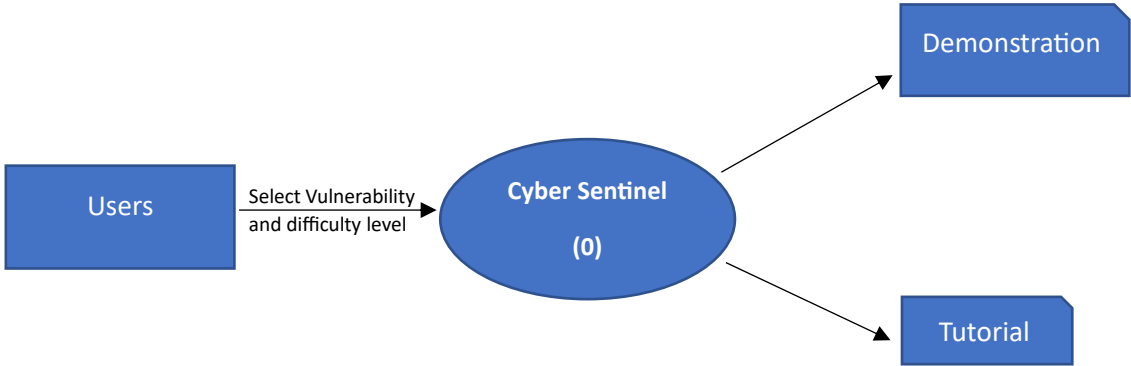 Demonstration
Users
Select Vulnerability
and difficulty level
Cyber Sentinel
(0)
Tutorial